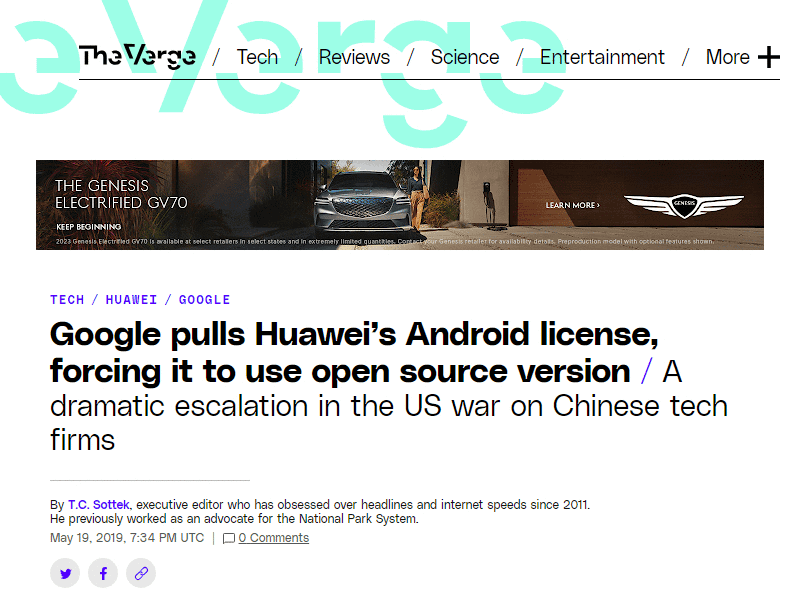 eVerge
TheVerge / Tech / Reviews / Science / Entertainment / More
THE GENESIS
ELECTRIFIED GV70
LEARN MORE ›
GENESIS
KEEP BEGINNING
2023 Genesis Electrified GV70 is available at select retailers in select states and in extremely limited quantities. Contact your Genesis retailer for availability details. Preproduction model with optional features shown.
TECH / HUAWEI / GOOGLE
Google pulls Huawei’s Android license,
forcing it to use open source version / A
dramatic escalation in the US war on Chinese tech
firms
By T.C. Sottek, executive editor who has obsessed over headlines and internet speeds since 2011.
He previously worked as an advocate for the National Park System.
May 19, 2019, 7:34 PM UTC | 0 Comments